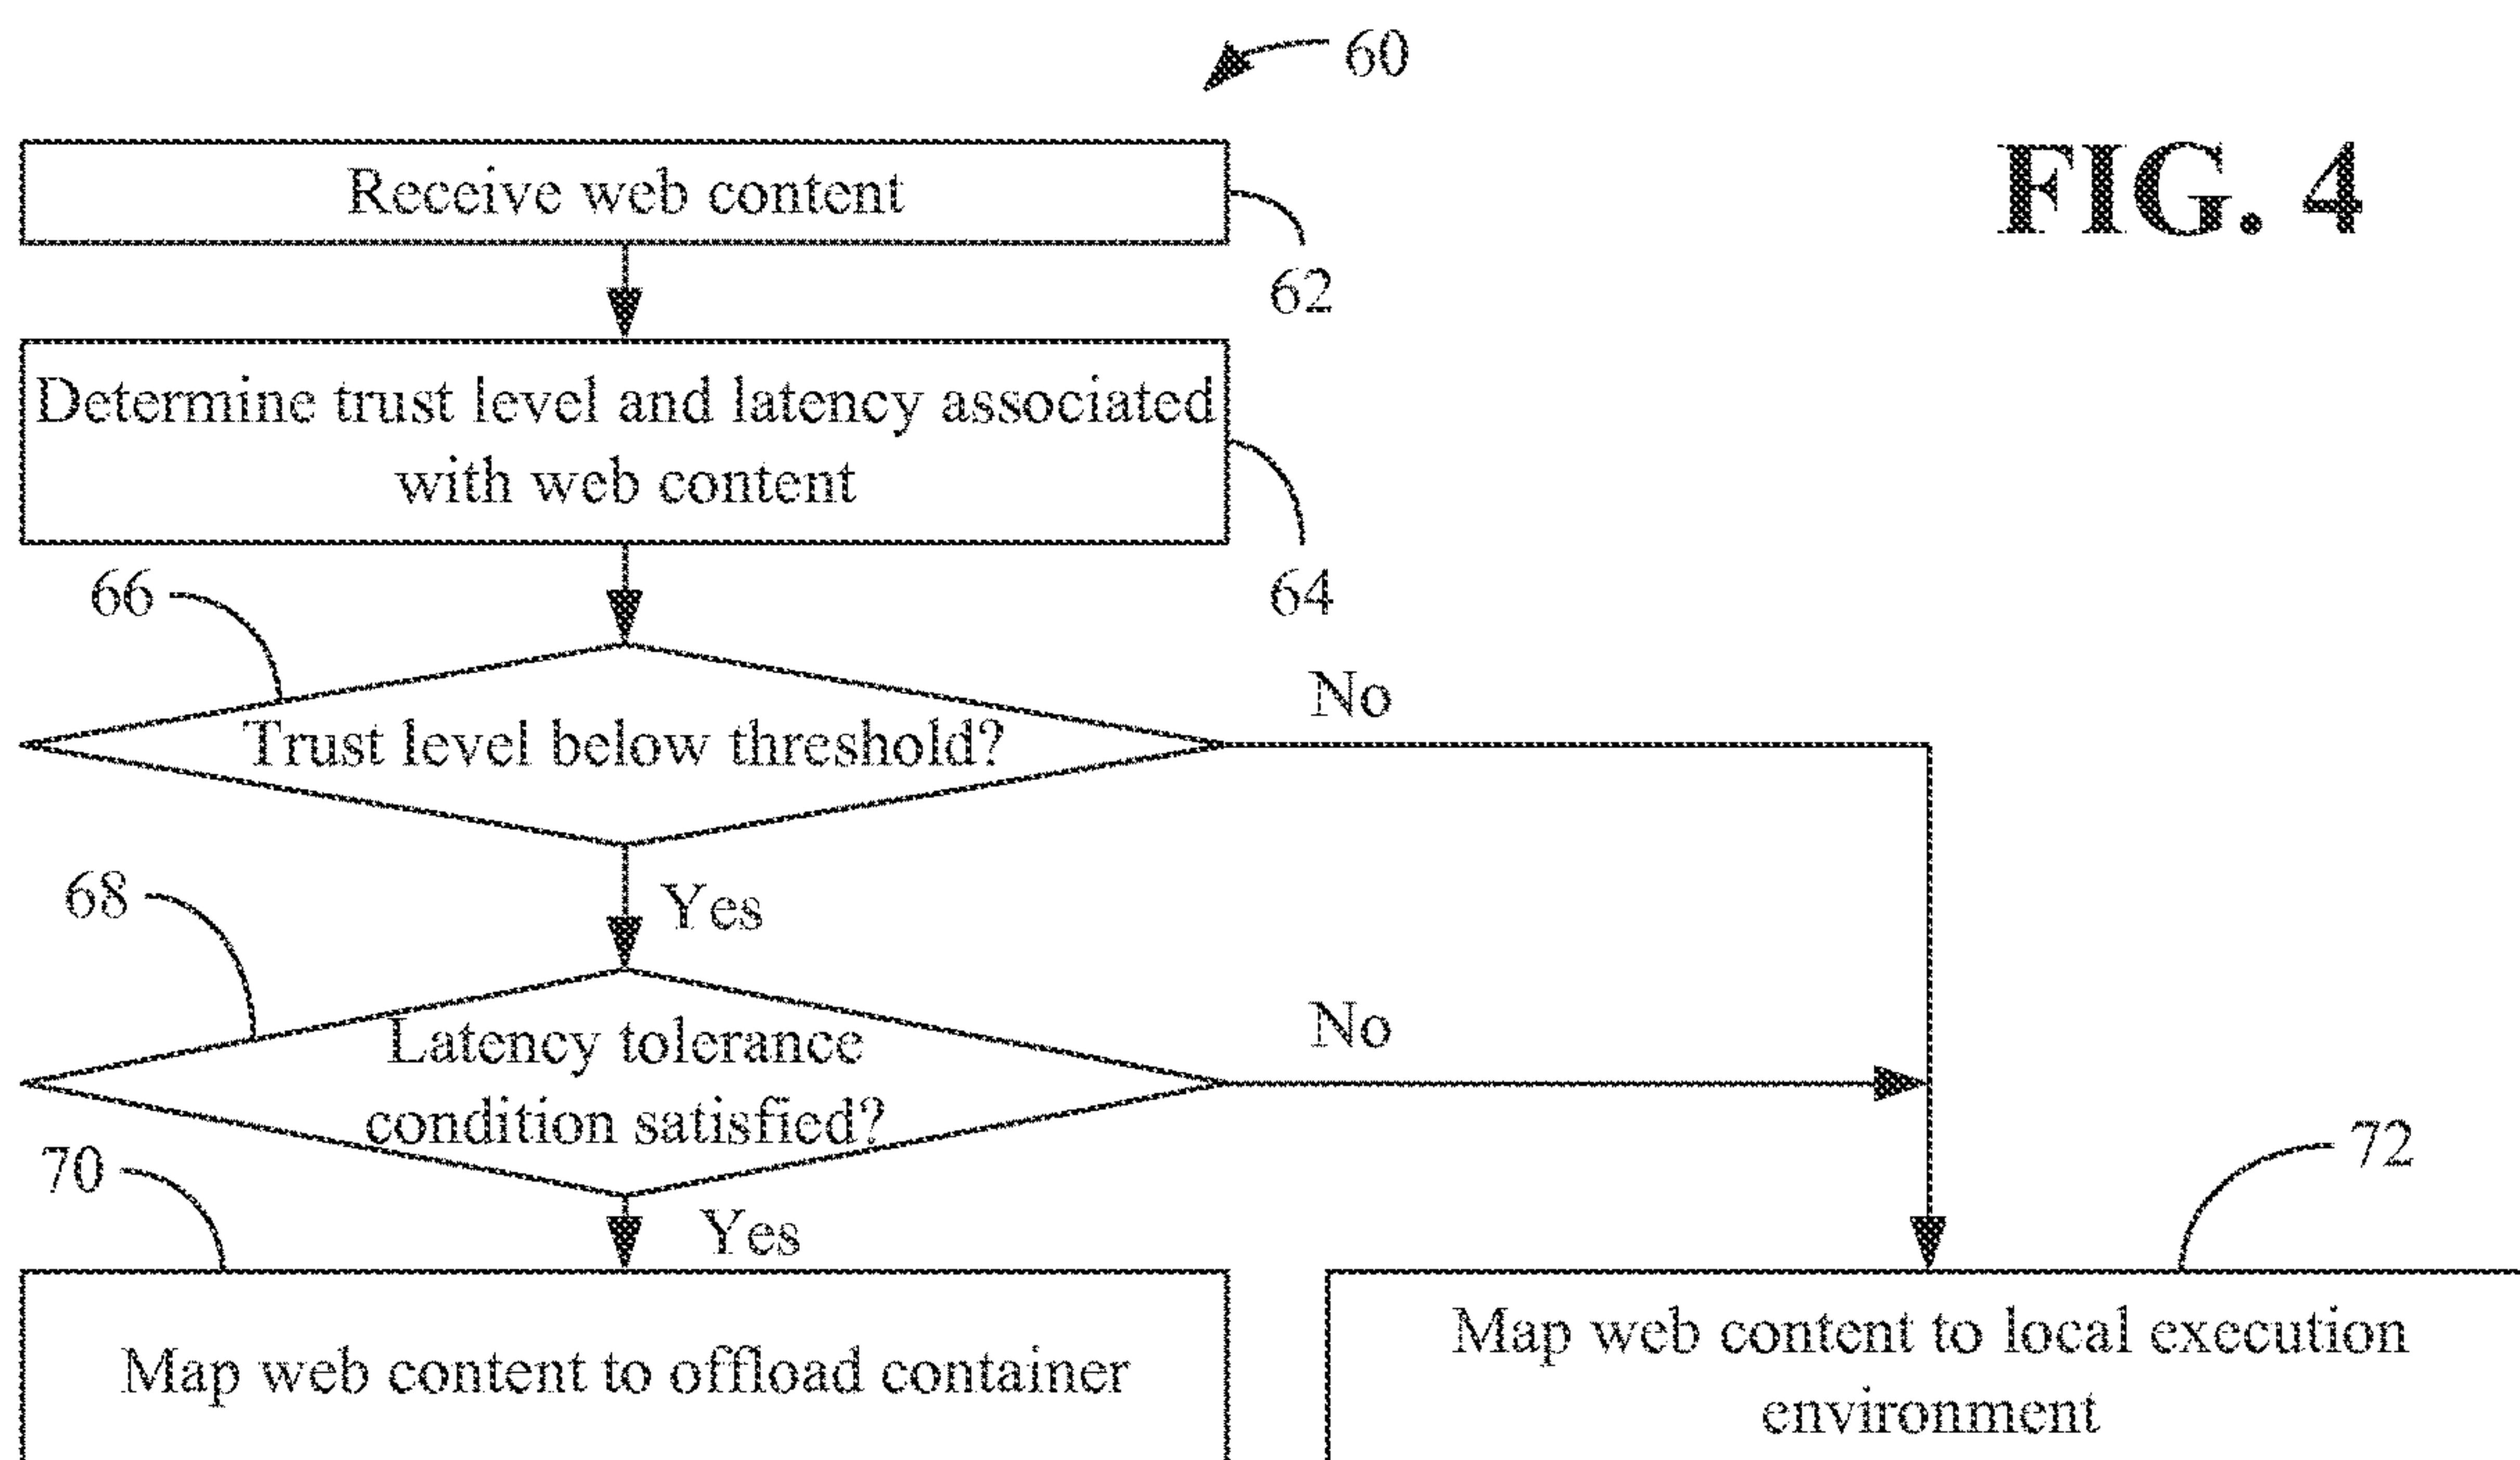 60
FIG. 4
Receive web content
62
Determine trust level and latency associated
with web content
64
66
Trust level below threshold?
No
Yes
68
Latency tolerance
condition satisfied?
No
Yes
70
72
Map web content to offload container
Map web content to local execution
environment